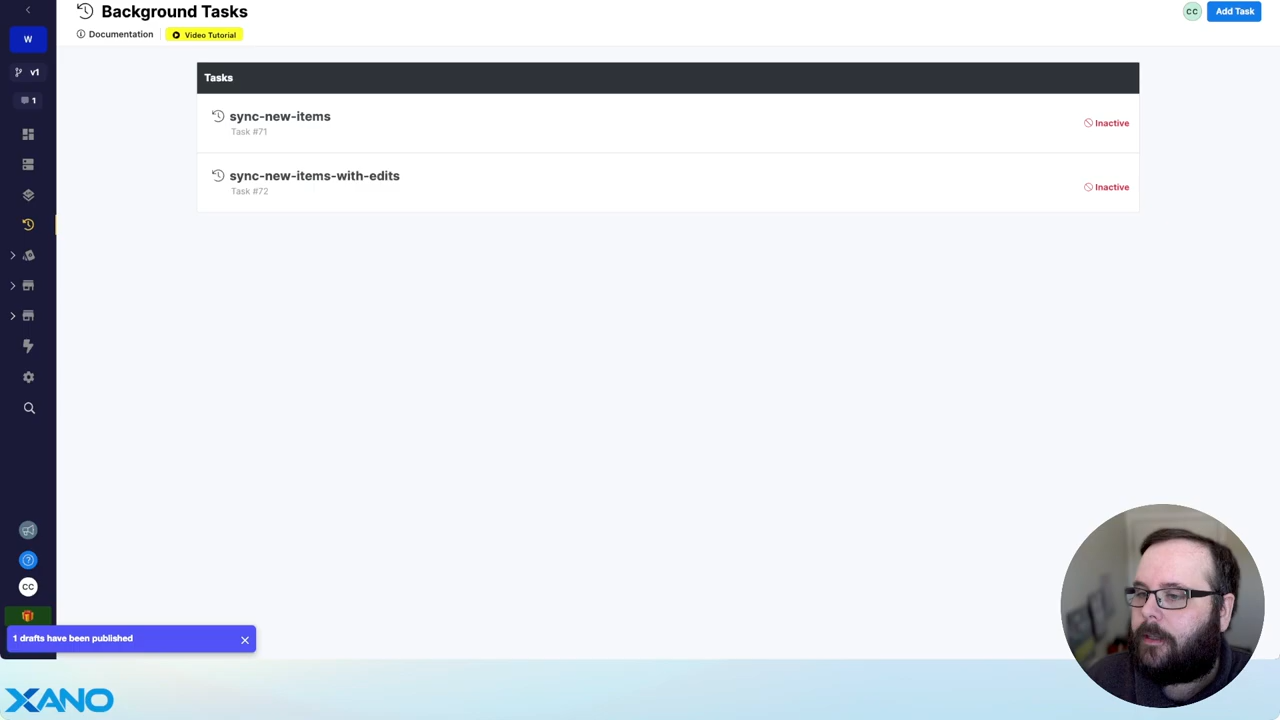 Background Tasks
CC
Add Task
Documentation
Video Tutorial
W
v1
1
Tasks
sync-new-items
Task #71
Inactive
sync-new-items-with-edits
Task #72
Inactive
CC
1 drafts have been published
XANO